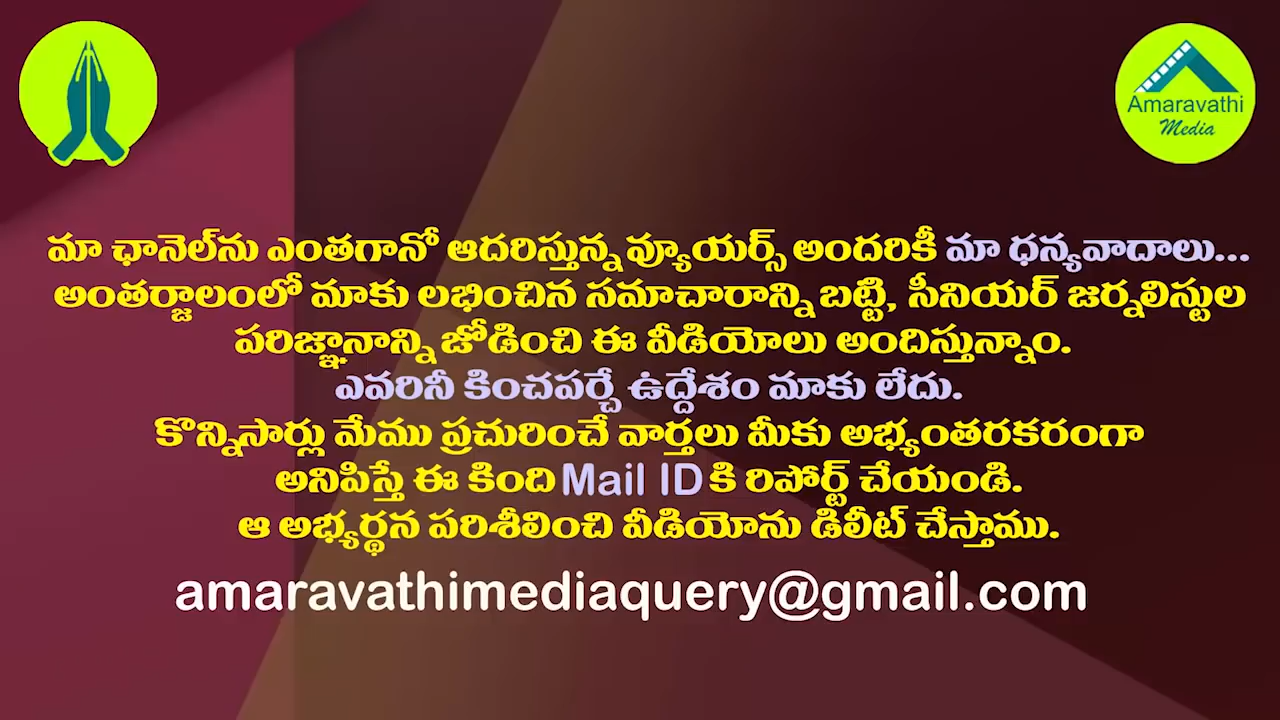 Amaravathi
Media
మా ఛానెల్‌ను ఎంతగానో ఆదరిస్తున్న వ్యూయర్స్ అందరికీ మా ధన్యవాదాలు...
అంతర్జాలంలో మాకు లభించిన సమాచారాన్ని బట్టి, సీనియర్ జర్నలిస్టుల
పరిజ్ఞానాన్ని జోడించి ఈ వీడియోలు అందిస్తున్నాం.
ఎవరినీ కించపర్చే ఉద్దేశం మాకు లేదు.
కొన్నిసార్లు మేము ప్రచురించే వార్తలు మీకు అభ్యంతరకరంగా
అనిపిస్తే ఈ కింది Mail ID కి రిపోర్ట్ చేయండి.
ఆ అభ్యర్థన పరిశీలించి వీడియోను డిలీట్ చేస్తాము.
amaravathimediaquery@gmail.com